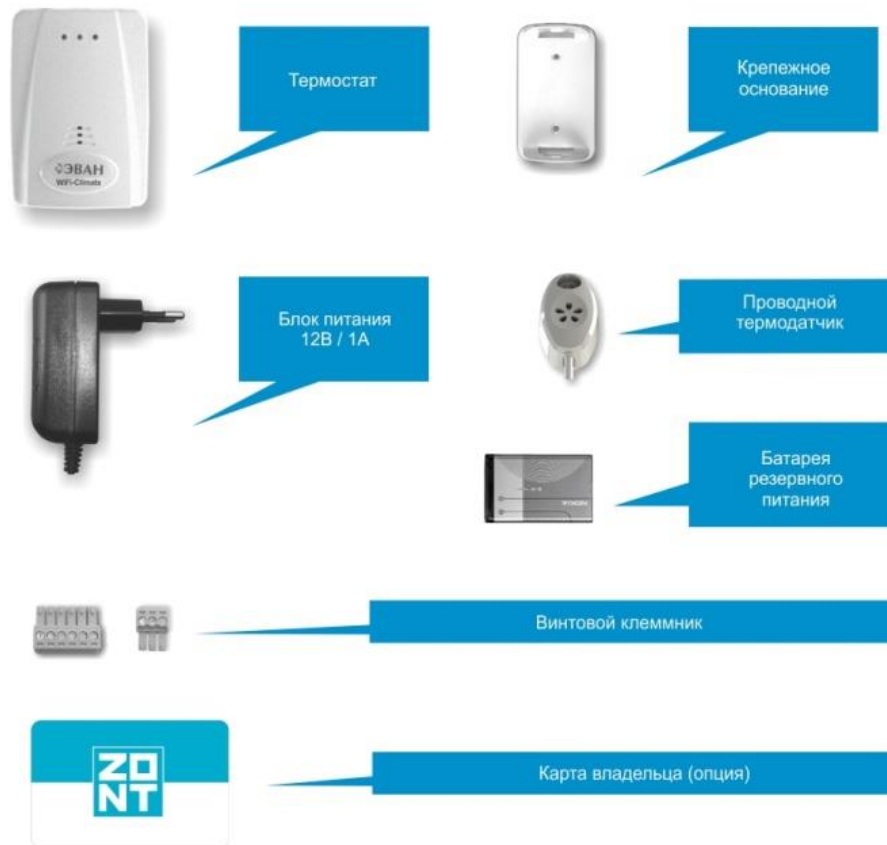 Термостат
ЭВАН
WiFi-Climate
Крепежное
основание
Блок питания
12В / 1А
Проводной
термодатчик
Батарея
резервного
питания
NOKIA
Винтовой клеммник
ZO
NT
Карта владельца (опция)